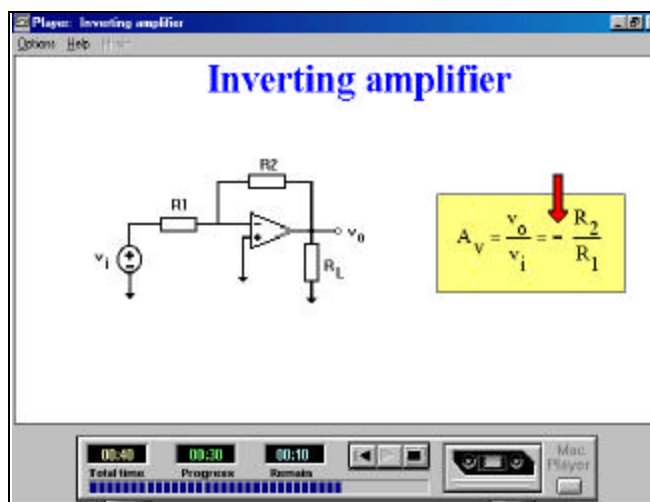 Player: Inverting amplifier
Options Help
Inverting amplifier
R2
R1
vi
vo
RL
Av = vo/vi = - R2/R1
00:40 00:30 00:10
Total time Progress Remain
Mac
Player